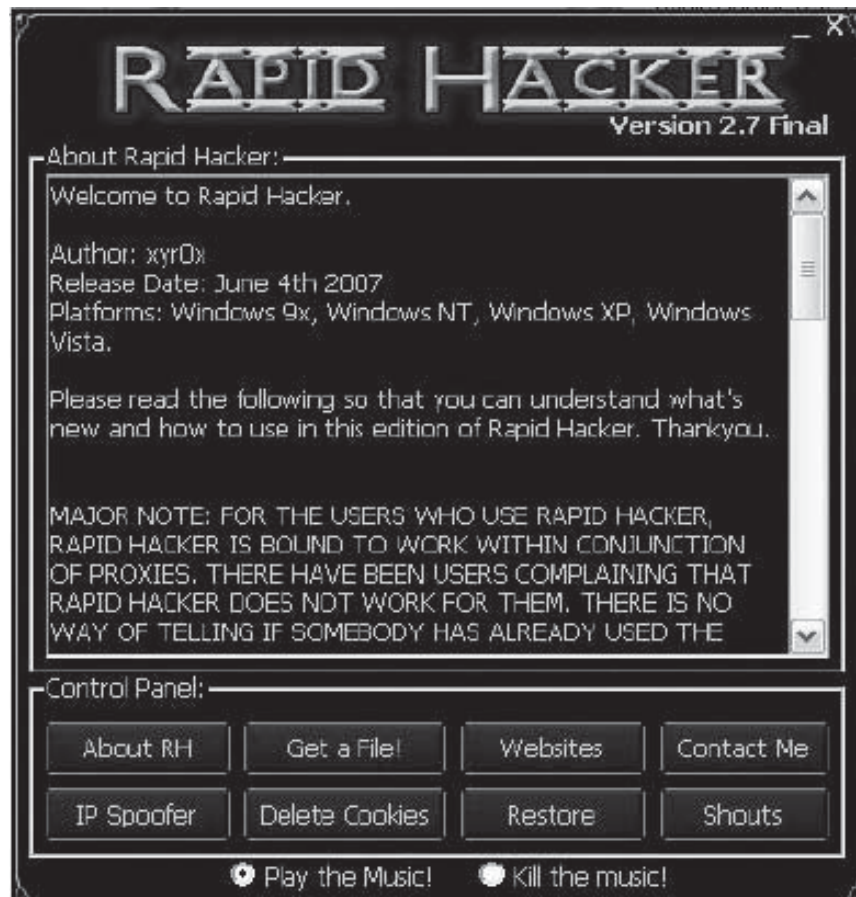 _ X
RAPID HACKER
Version 2.7 Final
About Rapid Hacker:
Welcome to Rapid Hacker.
Author: xyr0x
Release Date: June 4th 2007
Platforms: Windows 9x, Windows NT, Windows XP, Windows
Vista.
Please read the following so that you can understand what's
new and how to use in this edition of Rapid Hacker. Thankyou.
MAJOR NOTE: FOR THE USERS WHO USE RAPID HACKER,
RAPID HACKER IS BOUND TO WORK WITHIN CONJUNCTION
OF PROXIES. THERE HAVE BEEN USERS COMPLAINING THAT
RAPID HACKER DOES NOT WORK FOR THEM. THERE IS NO
WAY OF TELLING IF SOMEBODY HAS ALREADY USED THE
Control Panel:
About RH Get a File! Websites Contact Me
IP Spoofer Delete Cookies Restore Shouts
Play the Music! Kill the music!